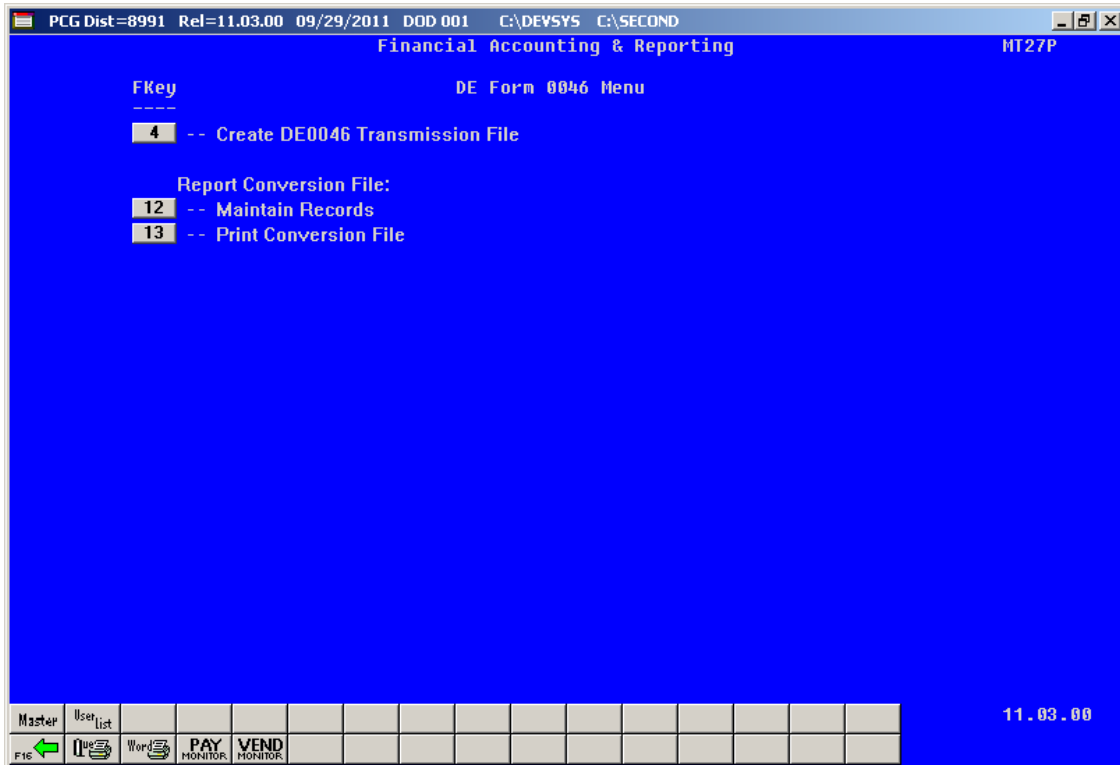 PCG Dist=8991 Rel=11.03.00 09/29/2011 DOD 001 C:\DEVSYS C:\SECOND
Financial Accounting & Reporting MT27P
FKey DE Form 0046 Menu
----
4 -- Create DE0046 Transmission File
Report Conversion File:
12 -- Maintain Records
13 -- Print Conversion File
Master User List 11.03.00
F16 Que Word PAY MONITOR VEND MONITOR